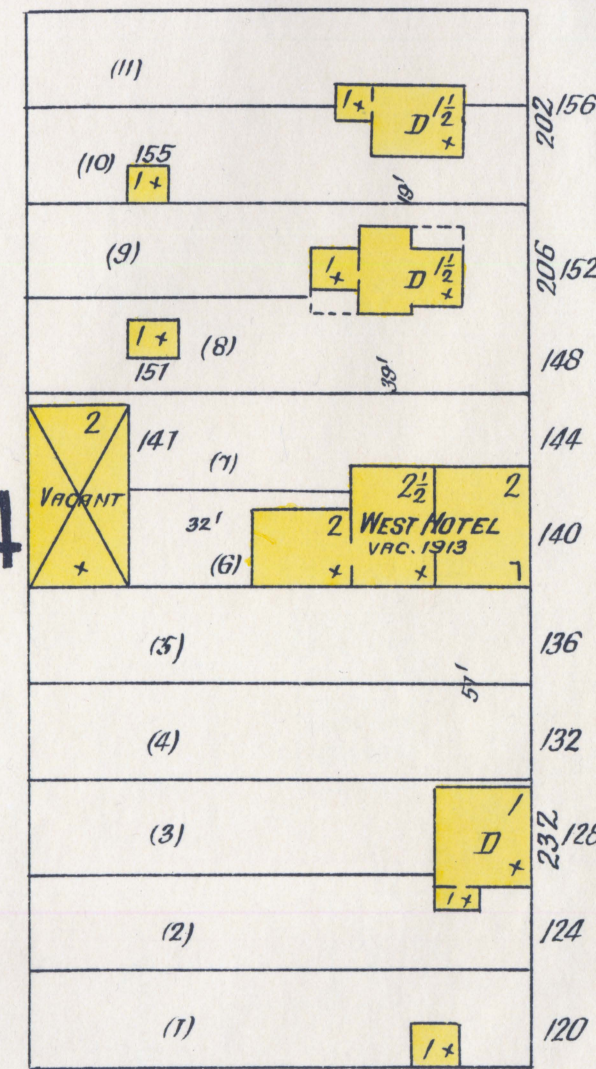 (11)
1 x D 1½ x 202 156
(10) 155
1 x
19'
(9)
1 x D 1½ x 206 152
1 x (8)
151
39' 148
2 141 144
(7)
VACANT x
32' 2½ 2
2 WEST HOTEL 140
VAC. 1913
(6) x x 7
(5) 136
57'
(4) 132
1
(3) D x 232 128
1 x
(2) 124
(1) 120
1 x
4